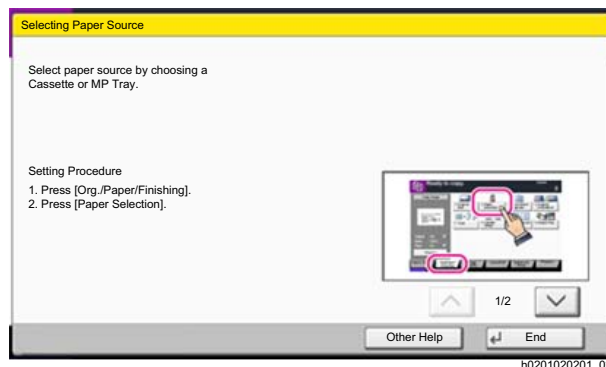 Selecting Paper Source
Select paper source by choosing a
Cassette or MP Tray.
Setting Procedure
1. Press [Org./Paper/Finishing].
2. Press [Paper Selection].
1/2
Other Help
End